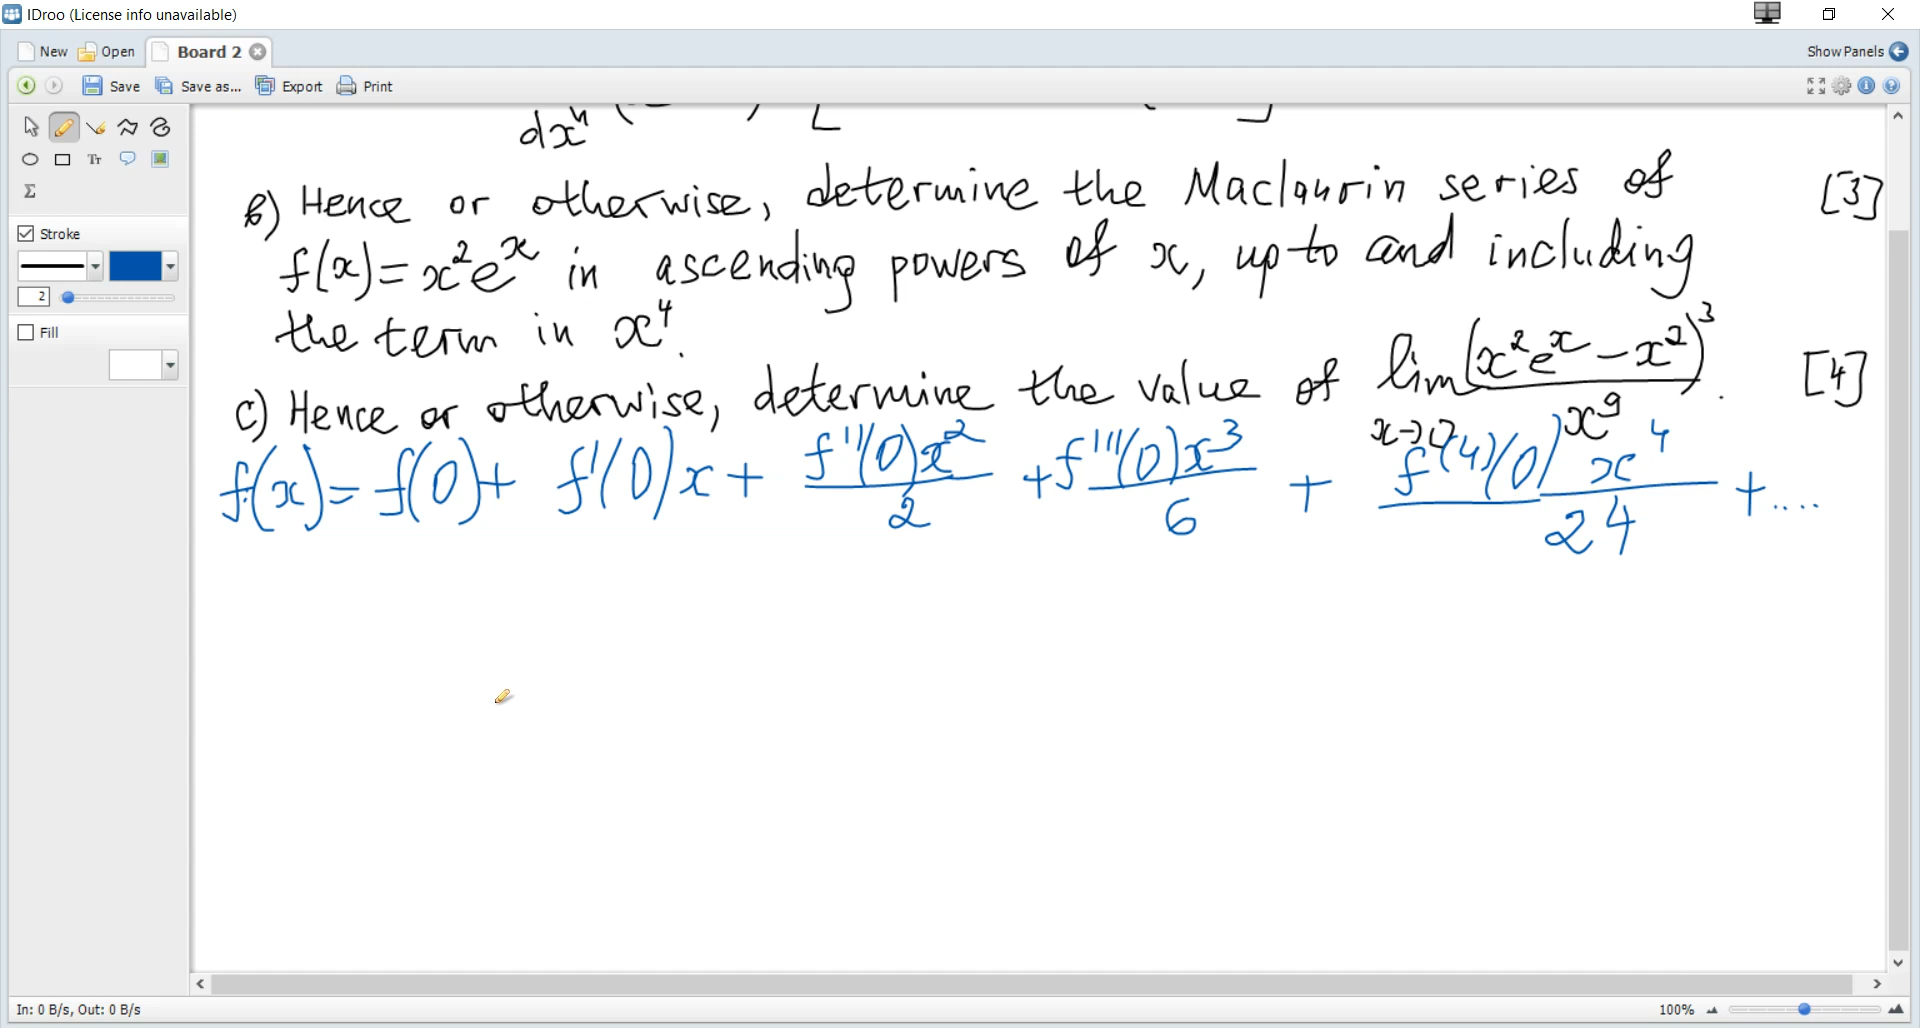 IDroo (License info unavailable)
New Open Board 2 Show Panels
Save Save as... Export Print
Tr
Σ
Stroke
2
Fill
dx⁴
b) Hence or otherwise, determine the Maclaurin series of [3]
f(x)=x²eˣ in ascending powers of x, up to and including
the term in x⁴.
c) Hence or otherwise, determine the value of lim x→0 (x²eˣ-x²)³/x⁹. [4]
f(x)= f(0)+ f'(0)x + f''(0)x²/2 + f'''(0)x³/6 + f⁽⁴⁾(0)x⁴/24 +....
In: 0 B/s, Out: 0 B/s 100%